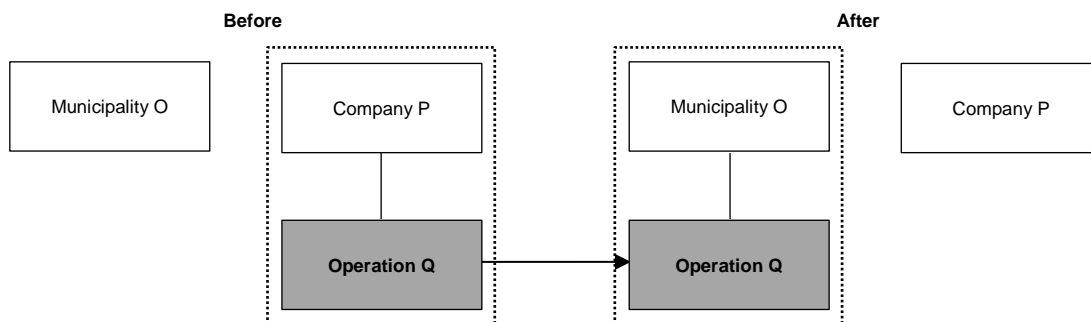 Before
After
Municipality O
Company P
Municipality O
Company P
Operation Q
Operation Q